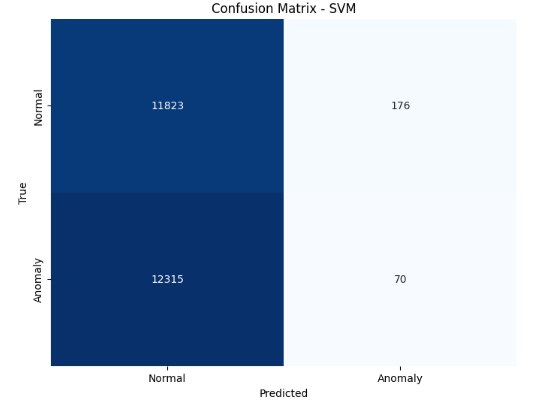 Confusion Matrix - SVM
Normal
11823
176
True
Anomaly
12315
70
Normal
Anomaly
Predicted